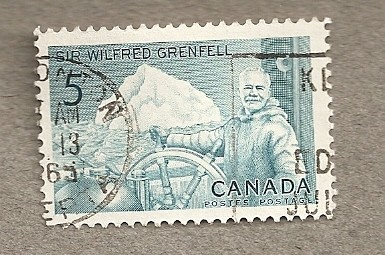 SIR WILFRED GRENFELL
5
AM
13
65
CANADA
POSTES POSTAGE